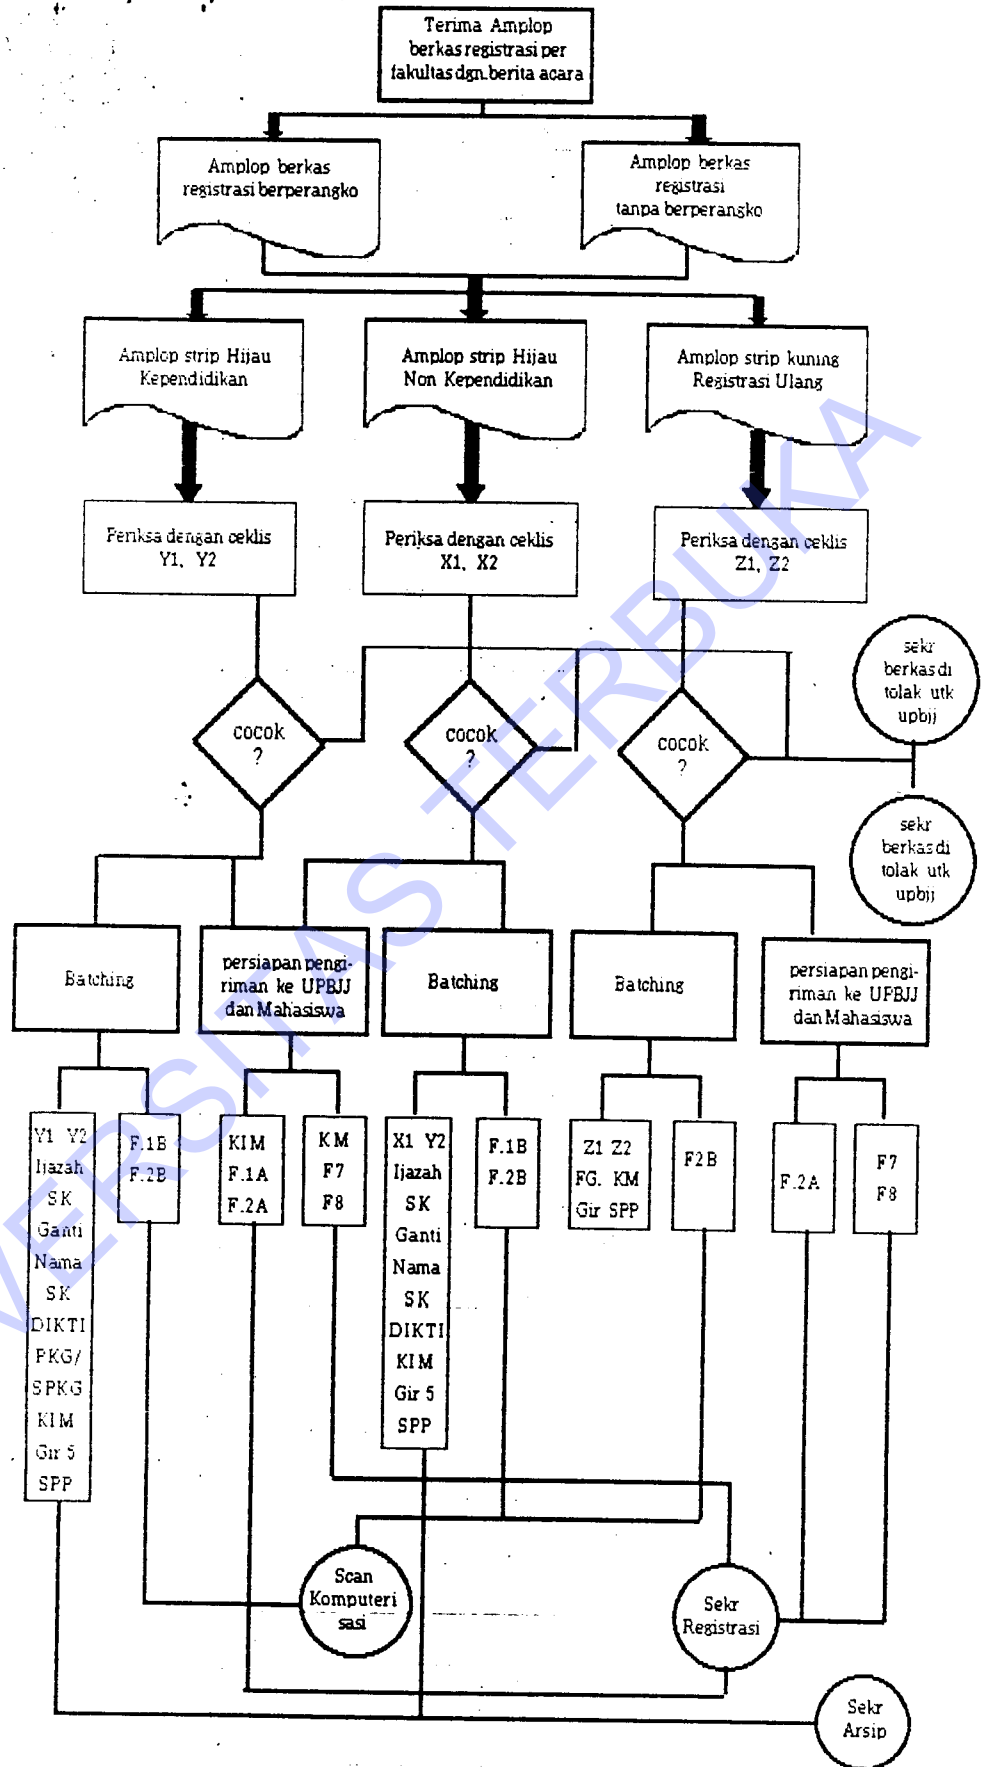 Terima Amplop
berkas registrasi per
fakultas dgn.berita acara
Amplop berkas
registrasi berperangko
Amplop berkas
registrasi
tanpa berperangko
Amplop strip Hijau
Kependidikan
Amplop strip Hijau
Non Kependidikan
Amplop strip kuning
Registrasi Ulang
Periksa dengan ceklis
Y1, Y2
Periksa dengan ceklis
X1, X2
Periksa dengan ceklis
Z1, Z2
sekr
berkas di
tolak utk
upbjj
cocok
?
cocok
?
cocok
?
sekr
berkas di
tolak utk
upbjj
Batching
persiapan pengi-
riman ke UPBJJ
dan Mahasiswa
Batching
Batching
persiapan pengi-
riman ke UPBJJ
dan Mahasiswa
Y1 Y2
Ijazah
SK
Ganti
Nama
SK
DIKTI
PKG/
SPKG
KIM
Gir 5
SPP
F.1B
F.2B
KIM
F.1A
F.2A
KM
F7
F8
X1 Y2
Ijazah
SK
Ganti
Nama
SK
DIKTI
KIM
Gir 5
SPP
F.1B
F.2B
Z1 Z2
FG. KM
Gir SPP
F2B
F.2A
F7
F8
Scan
Komputeri
sasi
Sekr
Registrasi
Sekr
Arsip
VERSITAS TERBUKA